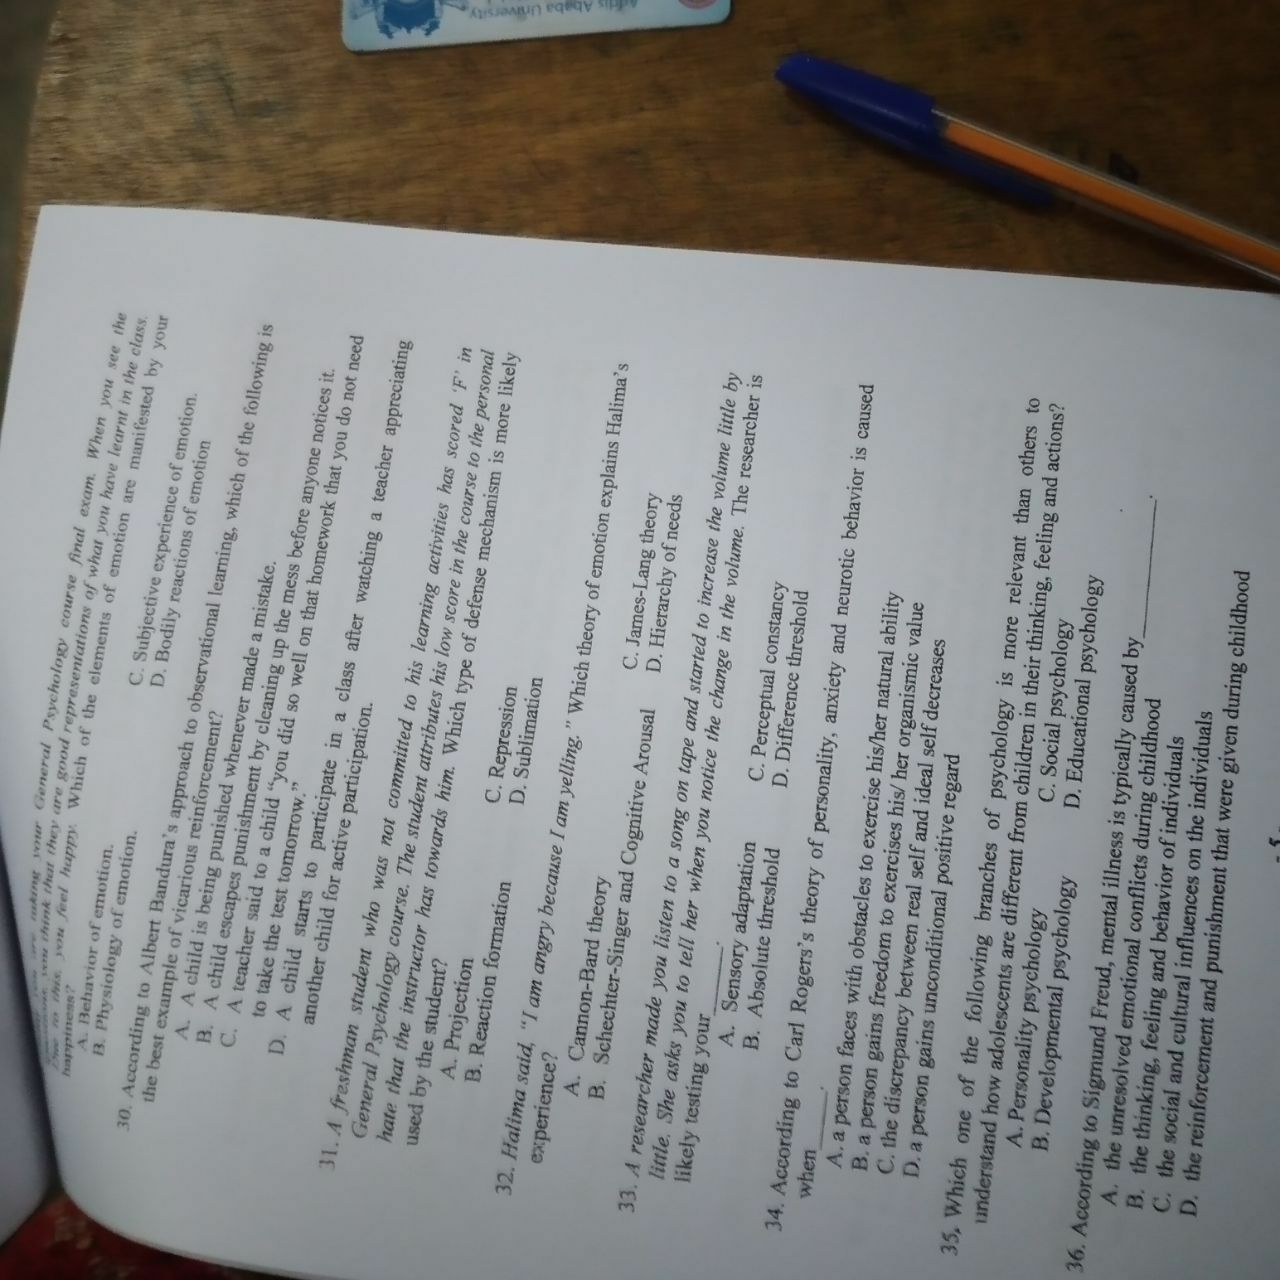 taking your General Psychology course final exam. When you see the
you think that they are good representations of what you have learnt in the class.
Due to this, you feel happy. Which of the elements of emotion are manifested by your
happiness?
A. Behavior of emotion.
C. Subjective experience of emotion.
B. Physiology of emotion.
D. Bodily reactions of emotion
30. According to Albert Bandura's approach to observational learning, which of the following is
the best example of vicarious reinforcement?
A. A child is being punished whenever made a mistake.
B. A child escapes punishment by cleaning up the mess before anyone notices it.
C. A teacher said to a child "you did so well on that homework that you do not need
to take the test tomorrow,"
D. A child starts to participate in a class after watching a teacher appreciating
another child for active participation.
31. A freshman student who was not committed to his learning activities has scored 'F' in
General Psychology course. The student attributes his low score in the course to the personal
hate that the instructor has towards him. Which type of defense mechanism is more likely
used by the student?
A. Projection
C. Repression
B. Reaction formation
D. Sublimation
32. Halima said, "I am angry because I am yelling." Which theory of emotion explains Halima's
experience?
A. Cannon-Bard theory
C. James-Lang theory
B. Schechter-Singer and Cognitive Arousal
D. Hierarchy of needs
33. A researcher made you listen to a song on tape and started to increase the volume little by
little. She asks you to tell her when you notice the change in the volume. The researcher is
likely testing your ______.
A. Sensory adaptation
C. Perceptual constancy
B. Absolute threshold
D. Difference threshold
34. According to Carl Rogers's theory of personality, anxiety and neurotic behavior is caused
when ______.
A. a person faces with obstacles to exercise his/her natural ability
B. a person gains freedom to exercises his/ her organismic value
C. the discrepancy between real self and ideal self decreases
D. a person gains unconditional positive regard
35. Which one of the following branches of psychology is more relevant than others to
understand how adolescents are different from children in their thinking, feeling and actions?
A. Personality psychology
C. Social psychology
B. Developmental psychology
D. Educational psychology
36. According to Sigmund Freud, mental illness is typically caused by ____________.
A. the unresolved emotional conflicts during childhood
B. the thinking, feeling and behavior of individuals
C. the social and cultural influences on the individuals
D. the reinforcement and punishment that were given during childhood
Addis Ababa University